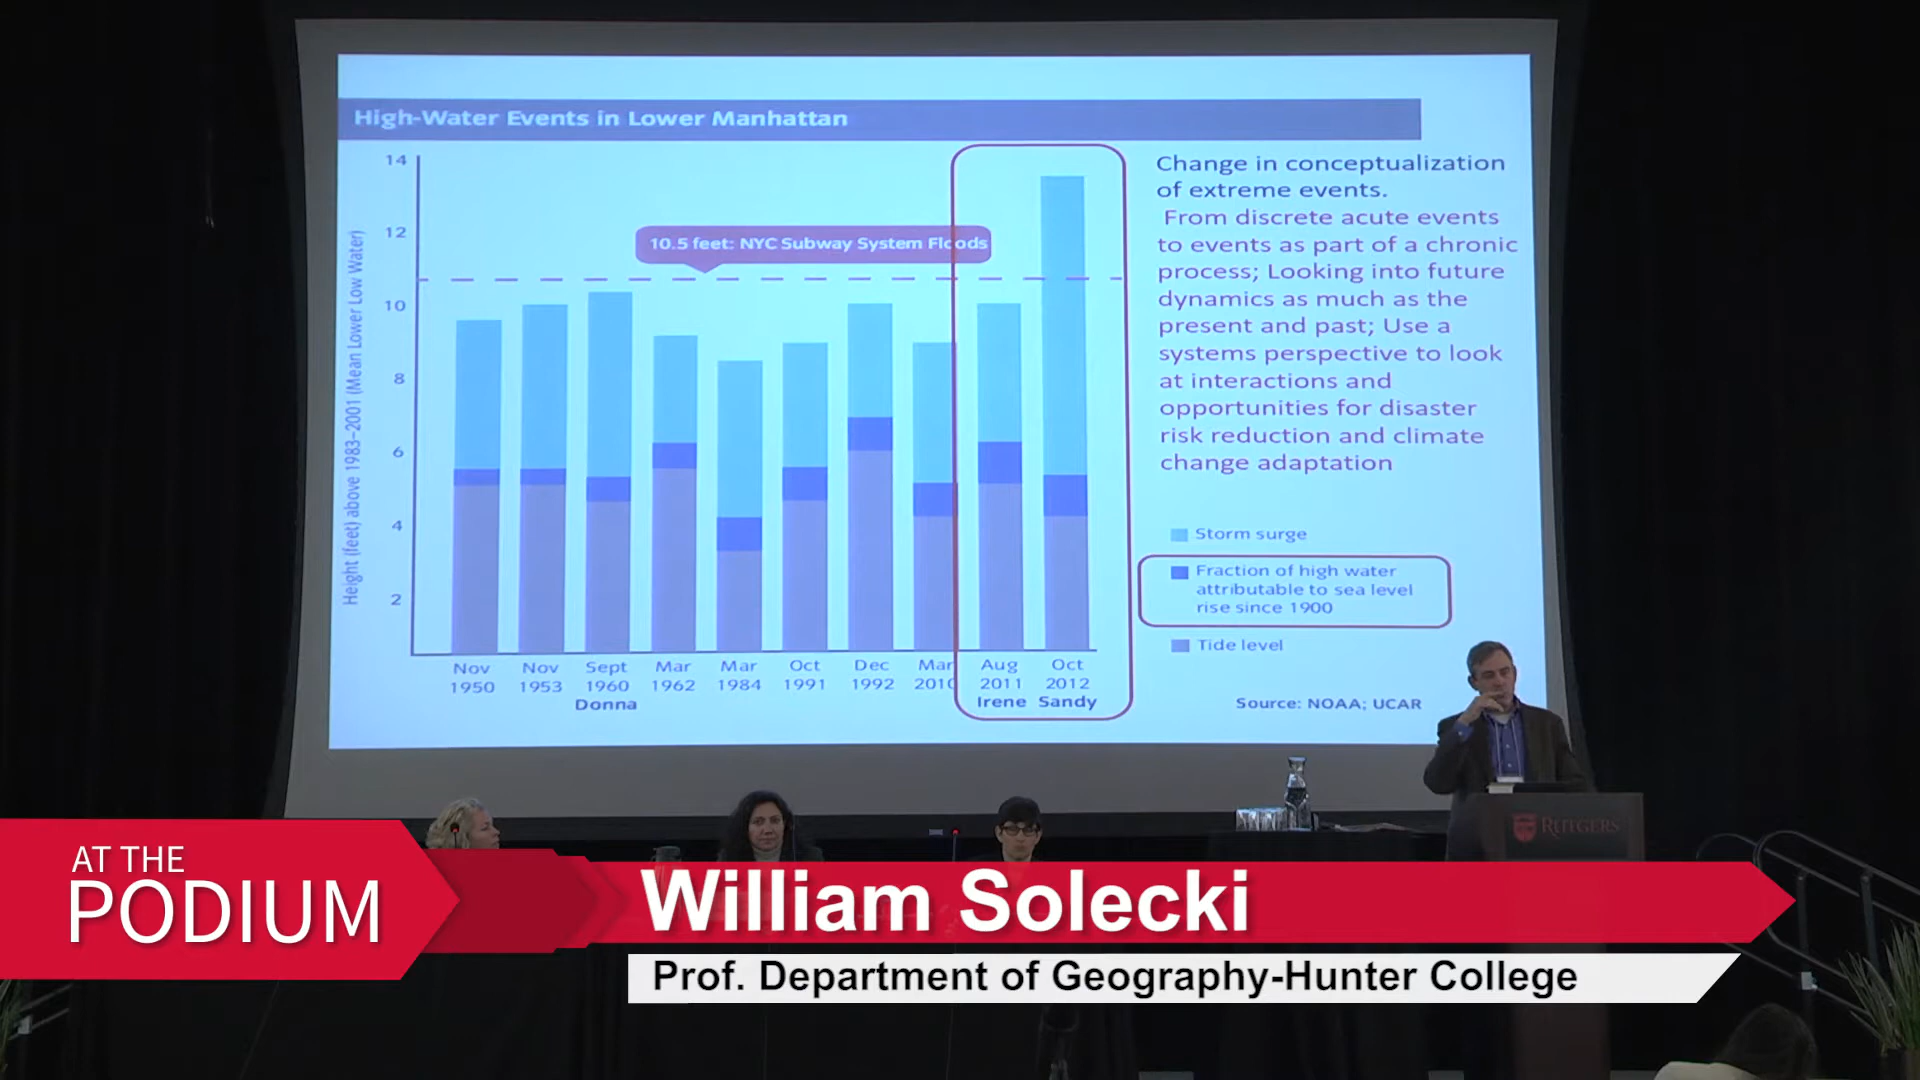 High-Water Events in Lower Manhattan
Height (feet) above 1983–2001 (Mean Lower Low Water)
14
12
10
8
6
4
2
10.5 feet: NYC Subway System Floods
Nov 1950
Nov 1953
Sept 1960 Donna
Mar 1962
Mar 1984
Oct 1991
Dec 1992
Mar 2010
Aug 2011 Irene
Oct 2012 Sandy
Change in conceptualization
of extreme events.
From discrete acute events
to events as part of a chronic
process; Looking into future
dynamics as much as the
present and past; Use a
systems perspective to look
at interactions and
opportunities for disaster
risk reduction and climate
change adaptation
Storm surge
Fraction of high water
attributable to sea level
rise since 1900
Tide level
Source: NOAA; UCAR
RUTGERS
AT THE
PODIUM
William Solecki
Prof. Department of Geography-Hunter College